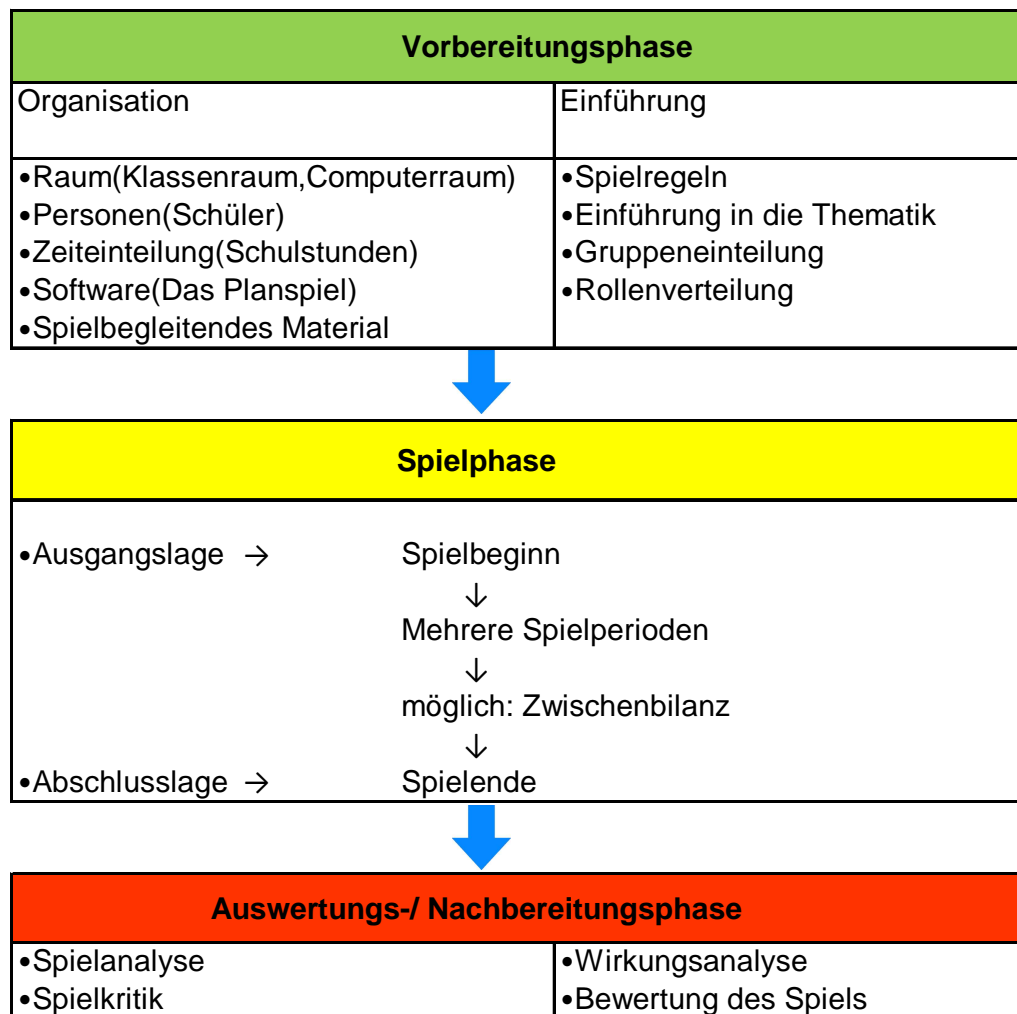 Vorbereitungsphase
Organisation
Einführung
•Raum(Klassenraum,Computerraum)
•Personen(Schüler)
•Zeiteinteilung(Schulstunden)
•Software(Das Planspiel)
•Spielbegleitendes Material
•Spielregeln
•Einführung in die Thematik
•Gruppeneinteilung
•Rollenverteilung
Spielphase
•Ausgangslage → Spielbeginn
↓
Mehrere Spielperioden
↓
möglich: Zwischenbilanz
↓
•Abschlusslage → Spielende
Auswertungs-/ Nachbereitungsphase
•Spielanalyse
•Spielkritik
•Wirkungsanalyse
•Bewertung des Spiels